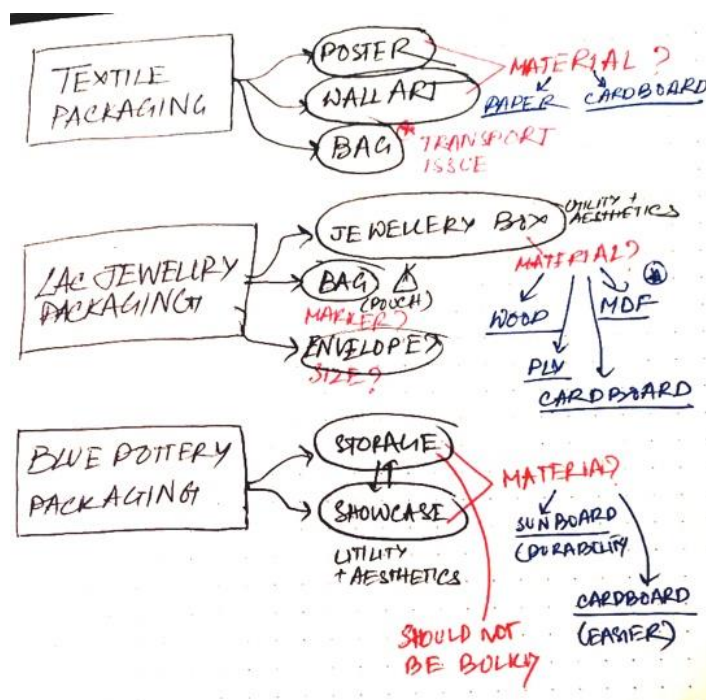 TEXTILE
PACKAGING
POSTER
WALL ART
BAG
MATERIAL?
PAPER CARDBOARD
* TRANSPORT
ISSUE
LAC JEWELLRY
PACKAGING
JEWELLERY BOX
UTILITY +
AESTHETICS
BAG
(POUCH)
MARKER?
ENVELOPE?
SIZE?
MATERIAL?
WOOD
PLY
CARDBOARD
MDF
BLUE POTTERY
PACKAGING
STORAGE
SHOWCASE
UTILITY
+ AESTHETICS
MATERIAL?
SUNBOARD
(DURABILITY
CARDBOARD
(EASIER)
SHOULD NOT
BE BULKY